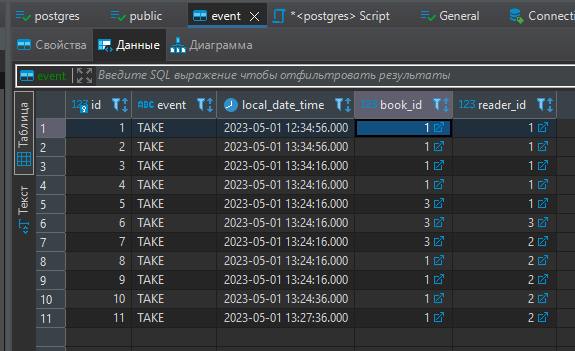 postgres public event *<postgres> Script General Connecti
Свойства Данные Диаграмма
event Введите SQL выражение чтобы отфильтровать результаты
Таблица
Текст
123 id ABC event local_date_time 123 book_id 123 reader_id
1 1 TAKE 2023-05-01 12:34:56.000 1 1
2 2 TAKE 2023-05-01 13:34:56.000 1 1
3 3 TAKE 2023-05-01 13:34:16.000 1 1
4 4 TAKE 2023-05-01 13:24:16.000 1 1
5 5 TAKE 2023-05-01 13:24:16.000 3 1
6 6 TAKE 2023-05-01 13:24:16.000 3 3
7 7 TAKE 2023-05-01 13:24:16.000 3 2
8 8 TAKE 2023-05-01 13:24:16.000 1 2
9 9 TAKE 2023-05-01 13:24:16.000 1 2
10 10 TAKE 2023-05-01 13:24:36.000 1 2
11 11 TAKE 2023-05-01 13:27:36.000 1 2